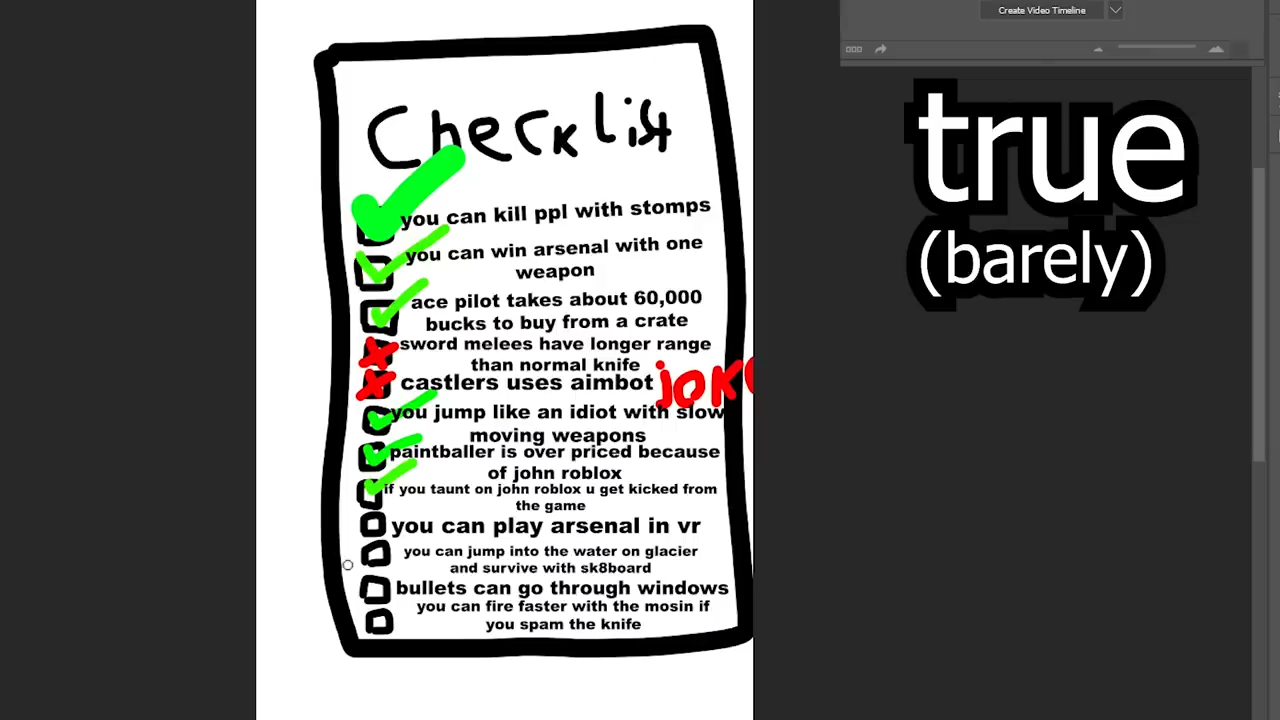 Create Video Timeline
true
(barely)
Checklist
you can kill ppl with stomps
you can win arsenal with one
weapon
ace pilot takes about 60,000
bucks to buy from a crate
sword melees have longer range
than normal knife
castlers uses aimbot
joke
you jump like an idiot with slow
moving weapons
paintballer is over priced because
of john roblox
if you taunt on john roblox u get kicked from
the game
you can play arsenal in vr
you can jump into the water on glacier
and survive with sk8board
bullets can go through windows
you can fire faster with the mosin if
you spam the knife